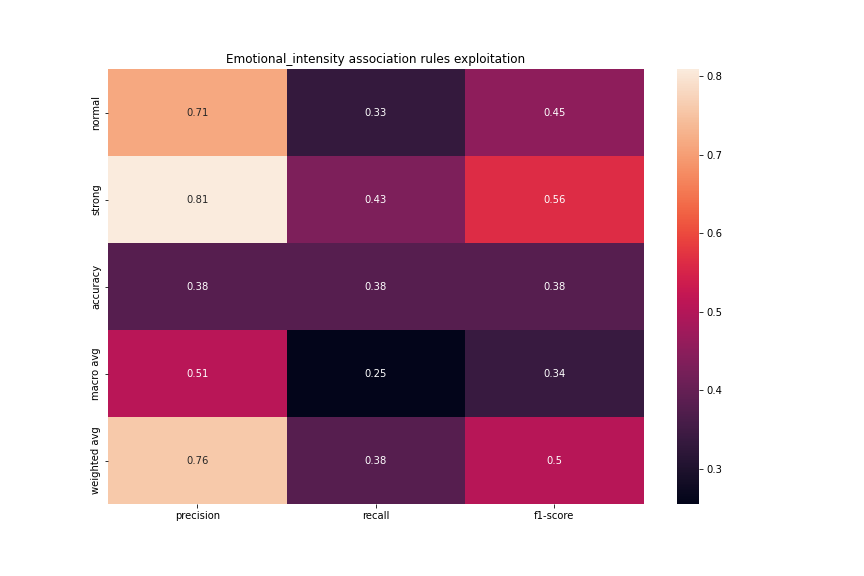 Emotional_intensity association rules exploitation
normal 0.71 0.33 0.45
strong 0.81 0.43 0.56
accuracy 0.38 0.38 0.38
macro avg 0.51 0.25 0.34
weighted avg 0.76 0.38 0.5
precision recall f1-score
0.8
0.7
0.6
0.5
0.4
0.3